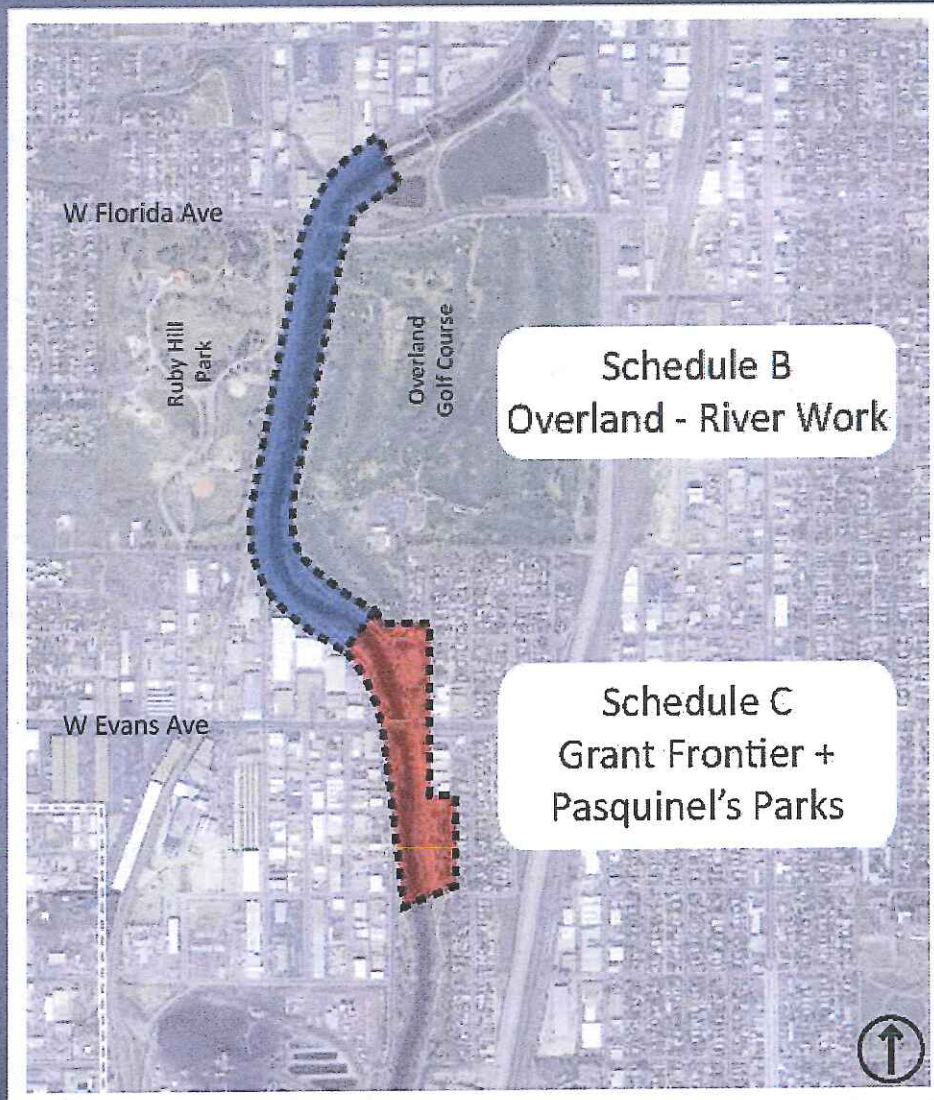 W Florida Ave
Ruby Hill
Park
Overland
Golf Course
Schedule B
Overland - River Work
W Evans Ave
Schedule C
Grant Frontier +
Pasquinel's Parks